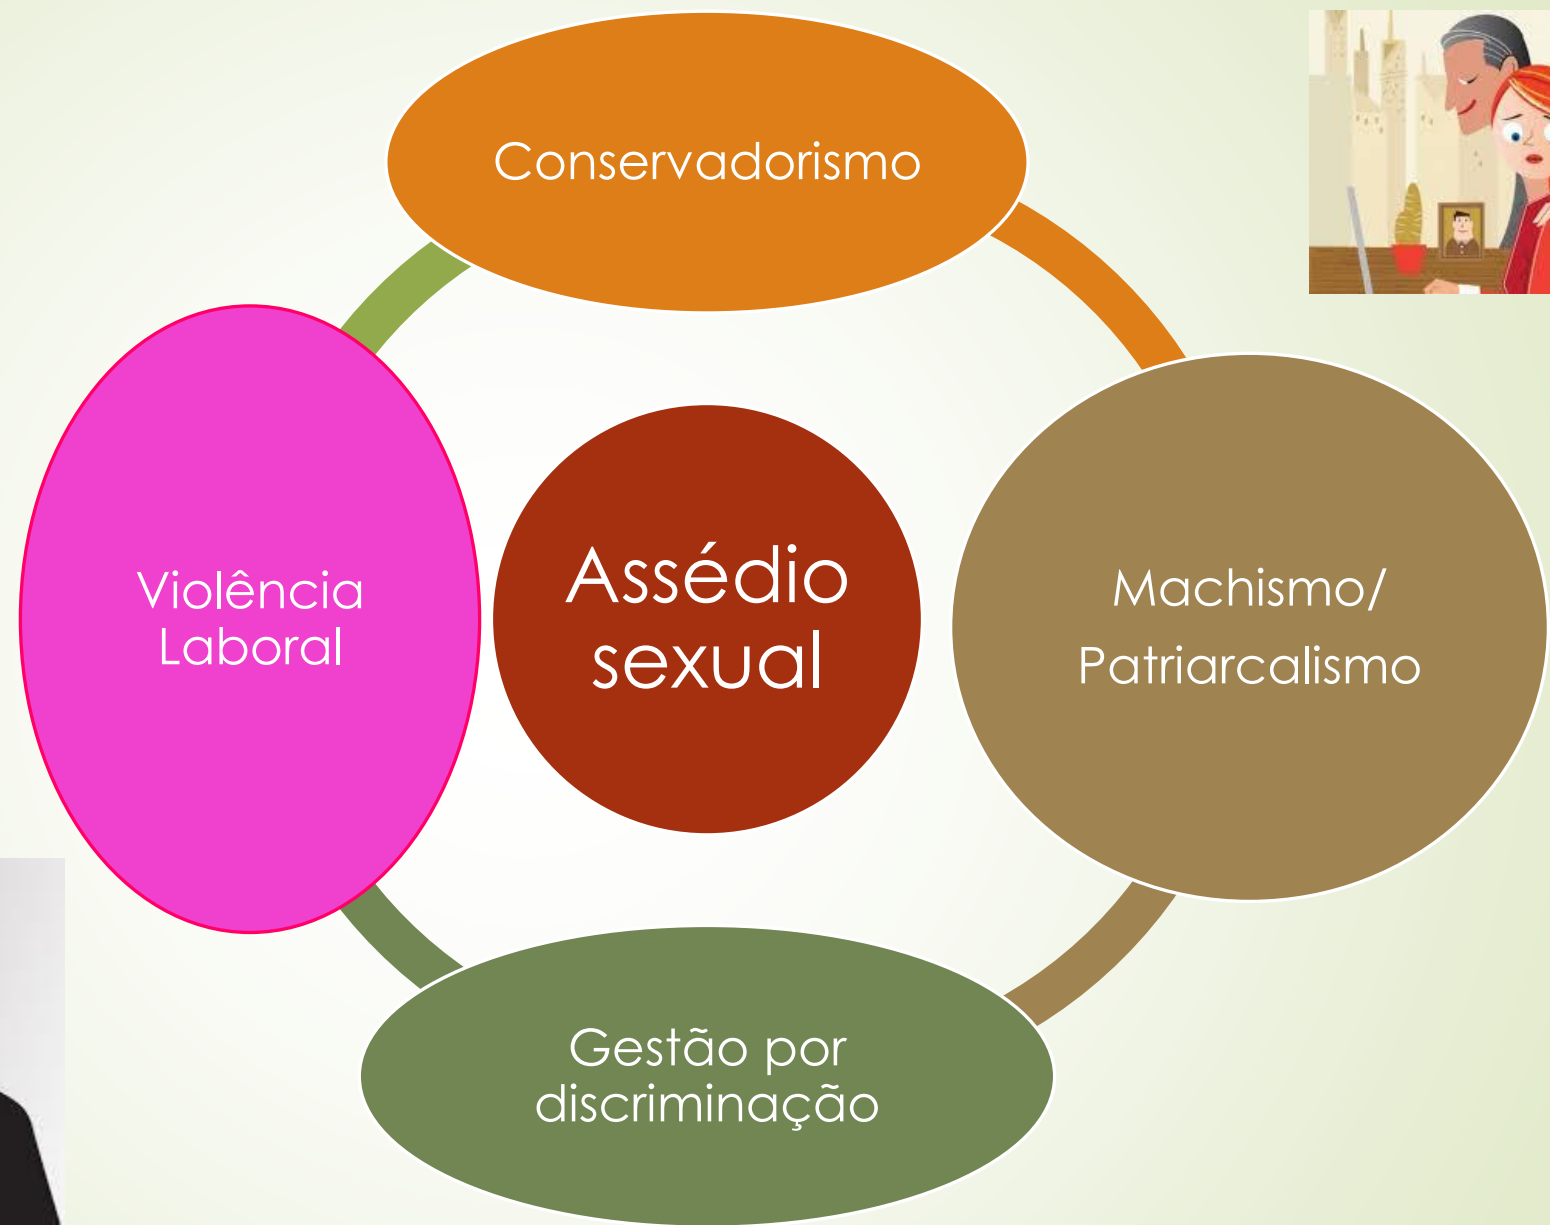 Conservadorismo
Violência
Laboral
Assédio
sexual
Machismo/
Patriarcalismo
Gestão por
discriminação